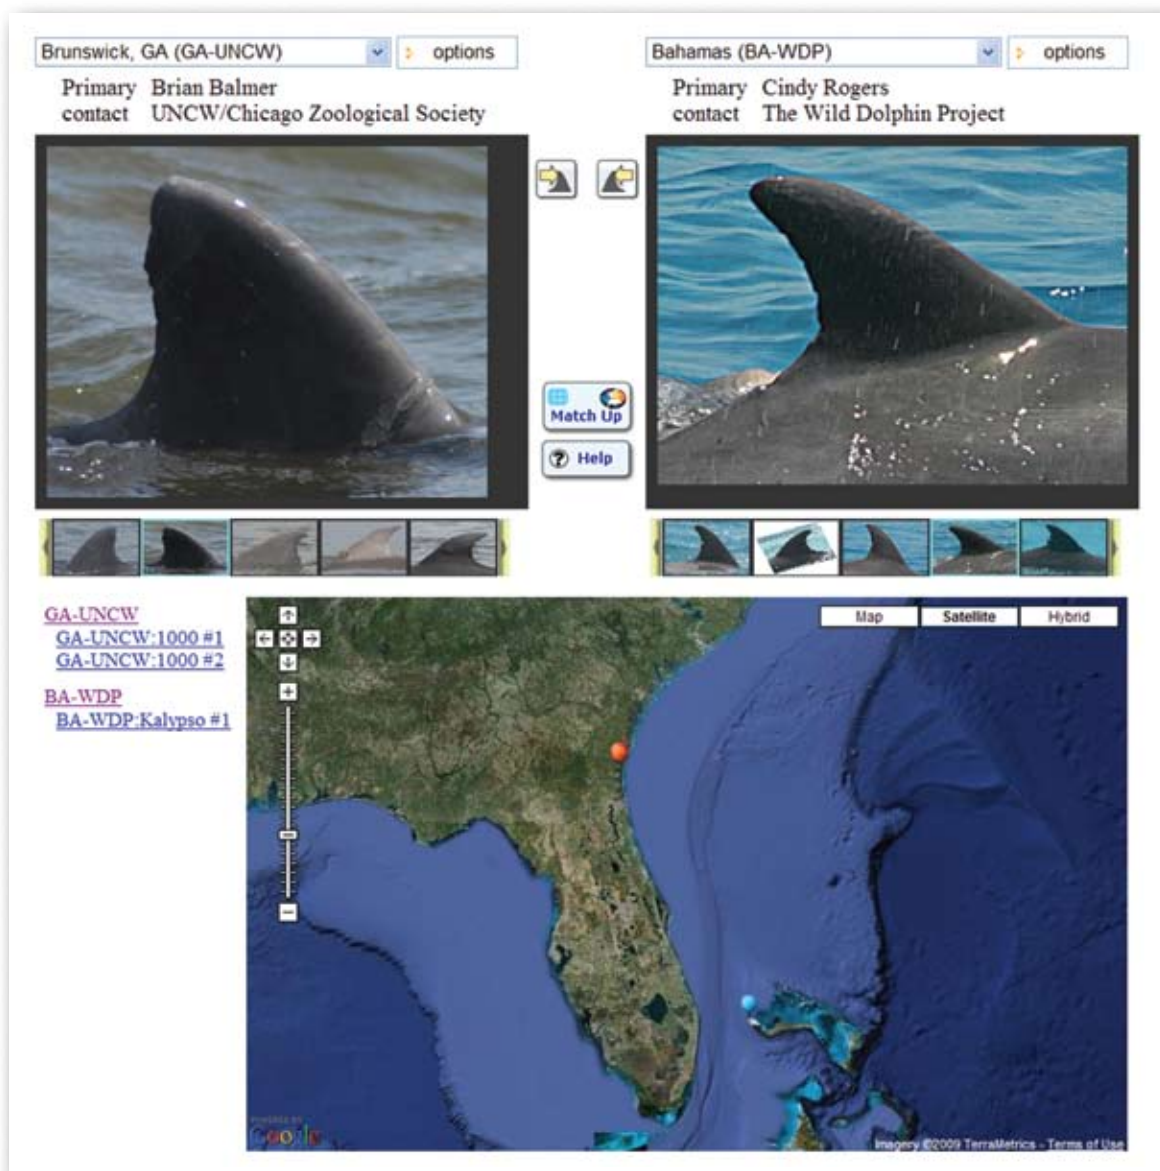 Brunswick, GA (GA-UNCW)
options
Primary contact
Brian Balmer
UNCW/Chicago Zoological Society
Bahamas (BA-WDP)
options
Primary contact
Cindy Rogers
The Wild Dolphin Project
Match Up
? Help
GA-UNCW
GA-UNCW:1000 #1
GA-UNCW:1000 #2
BA-WDP
BA-WDP:Kalypso #1
Map
Satellite
Hybrid
POWERED BY
Google
Imagery ©2009 TerraMetrics - Terms of Use